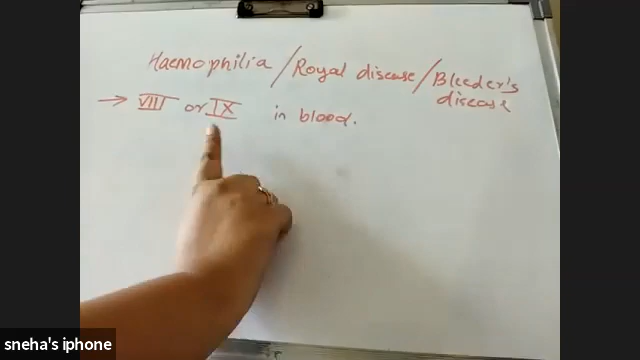 Haemophilia / Royal disease / Bleeder's
disease
→ VIII or IX in blood.
sneha's iphone